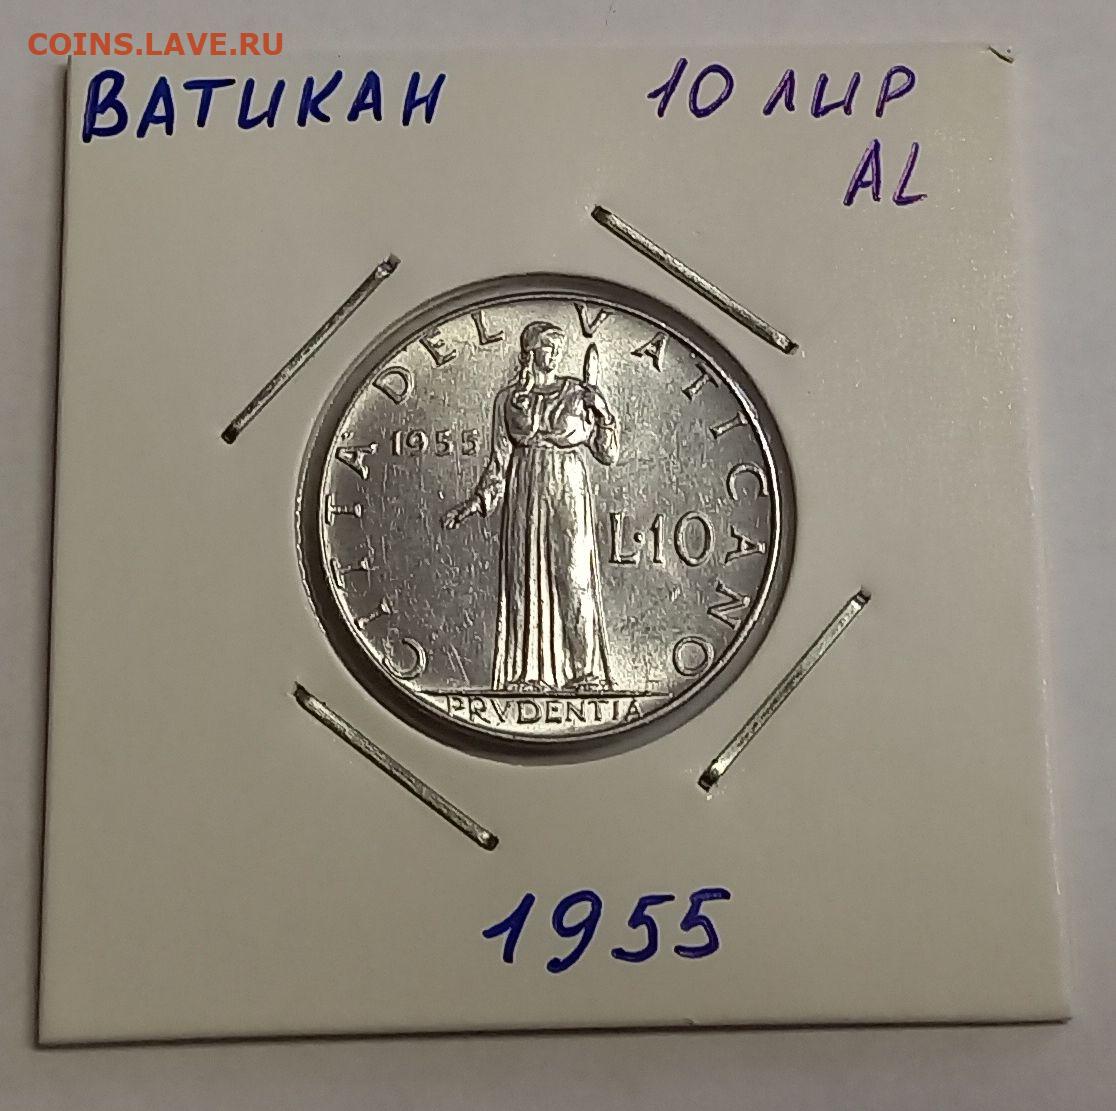 COINS.LAVE.RU
ВАТИКАН
10 ЛИР
AL
CITTA DEL VATICANO
1955
L·10
PRVDENTIA
1955